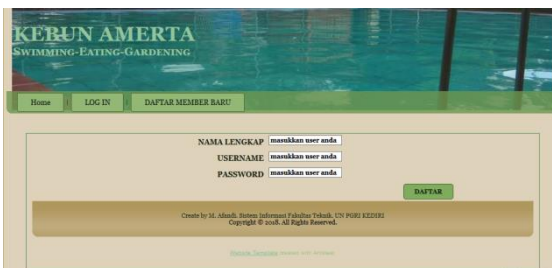 KEBUN AMERTA
SWIMMING-EATING-GARDENING
Home | LOG IN | DAFTAR MEMBER BARU
NAMA LENGKAP masukkan user anda
USERNAME masukkan user anda
PASSWORD masukkan user anda
DAFTAR
Create by M. Afandi. Sistem Informasi Fakultas Teknik. UN PGRI KEDIRI
Copyright © 2018. All Rights Reserved.